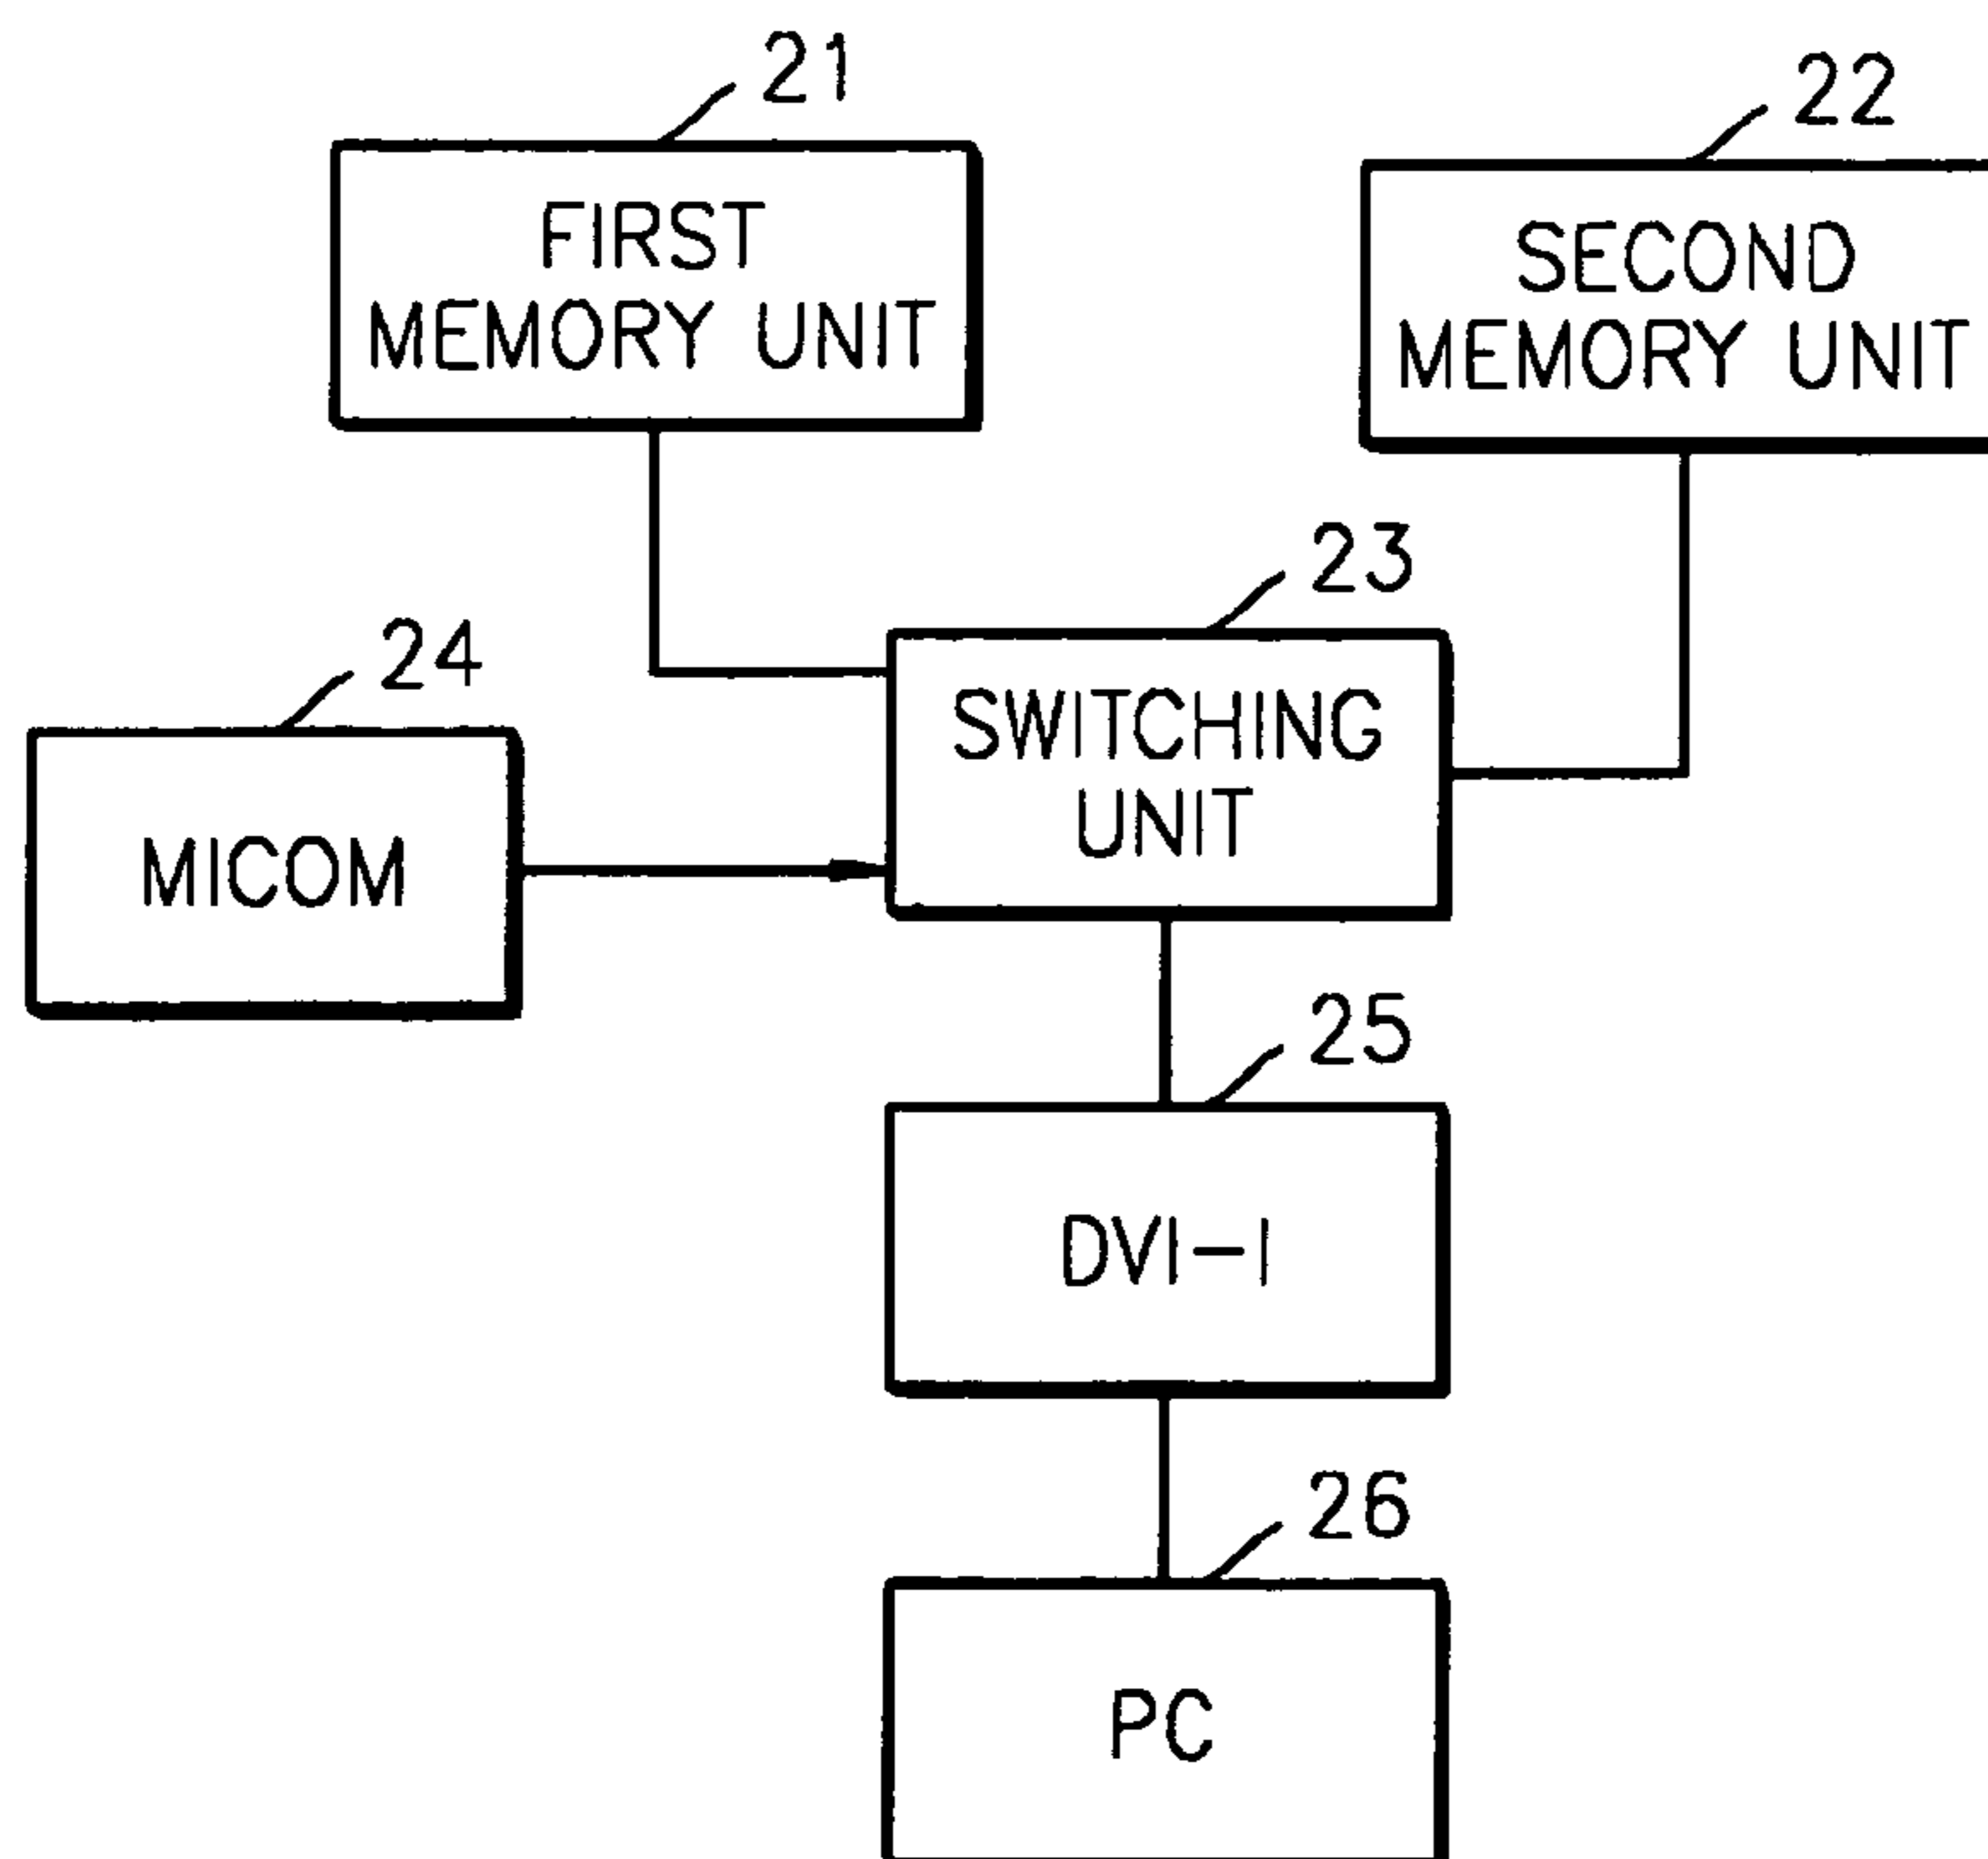 21
FIRST
MEMORY UNIT
22
SECOND
MEMORY UNIT
23
SWITCHING
UNIT
24
MICOM
25
DVI-I
26
PC